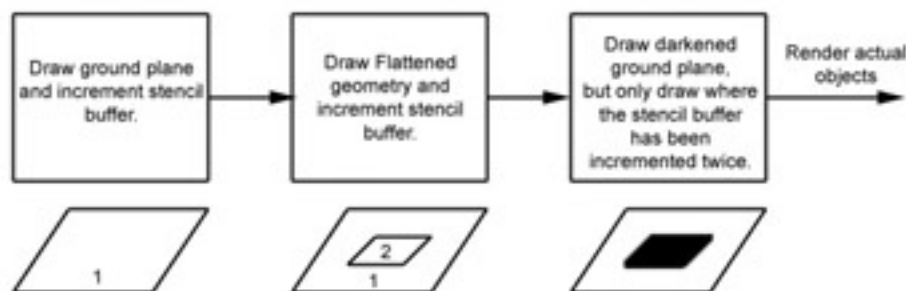 Draw ground plane
and increment stencil
buffer.
Draw Flattened
geometry and
increment stencil
buffer.
Draw darkened
ground plane,
but only draw where
the stencil buffer
has been
incremented twice.
Render actual
objects
1
2
1